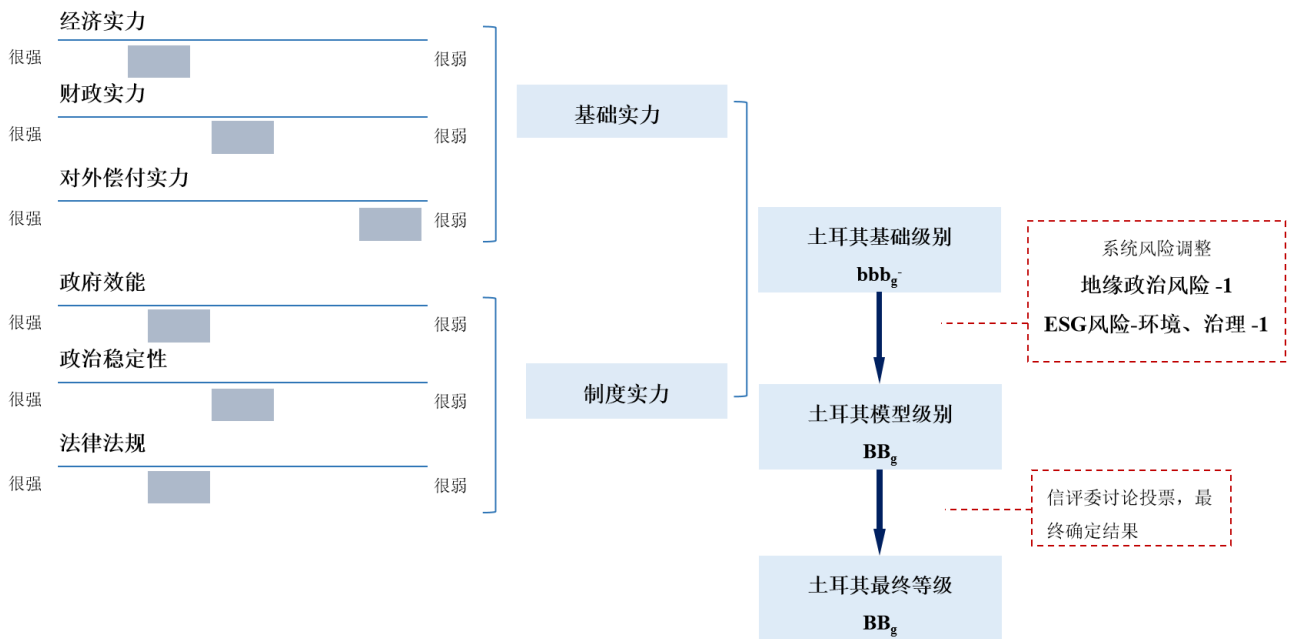 经济实力
很强
很弱
财政实力
很强
很弱
对外偿付实力
很强
很弱
基础实力
政府效能
很强
很弱
政治稳定性
很强
很弱
法律法规
很强
很弱
制度实力
土耳其基础级别
bbbg-
系统风险调整
地缘政治风险 -1
ESG风险-环境、治理 -1
土耳其模型级别
BBg
信评委讨论投票，最
终确定结果
土耳其最终等级
BBg